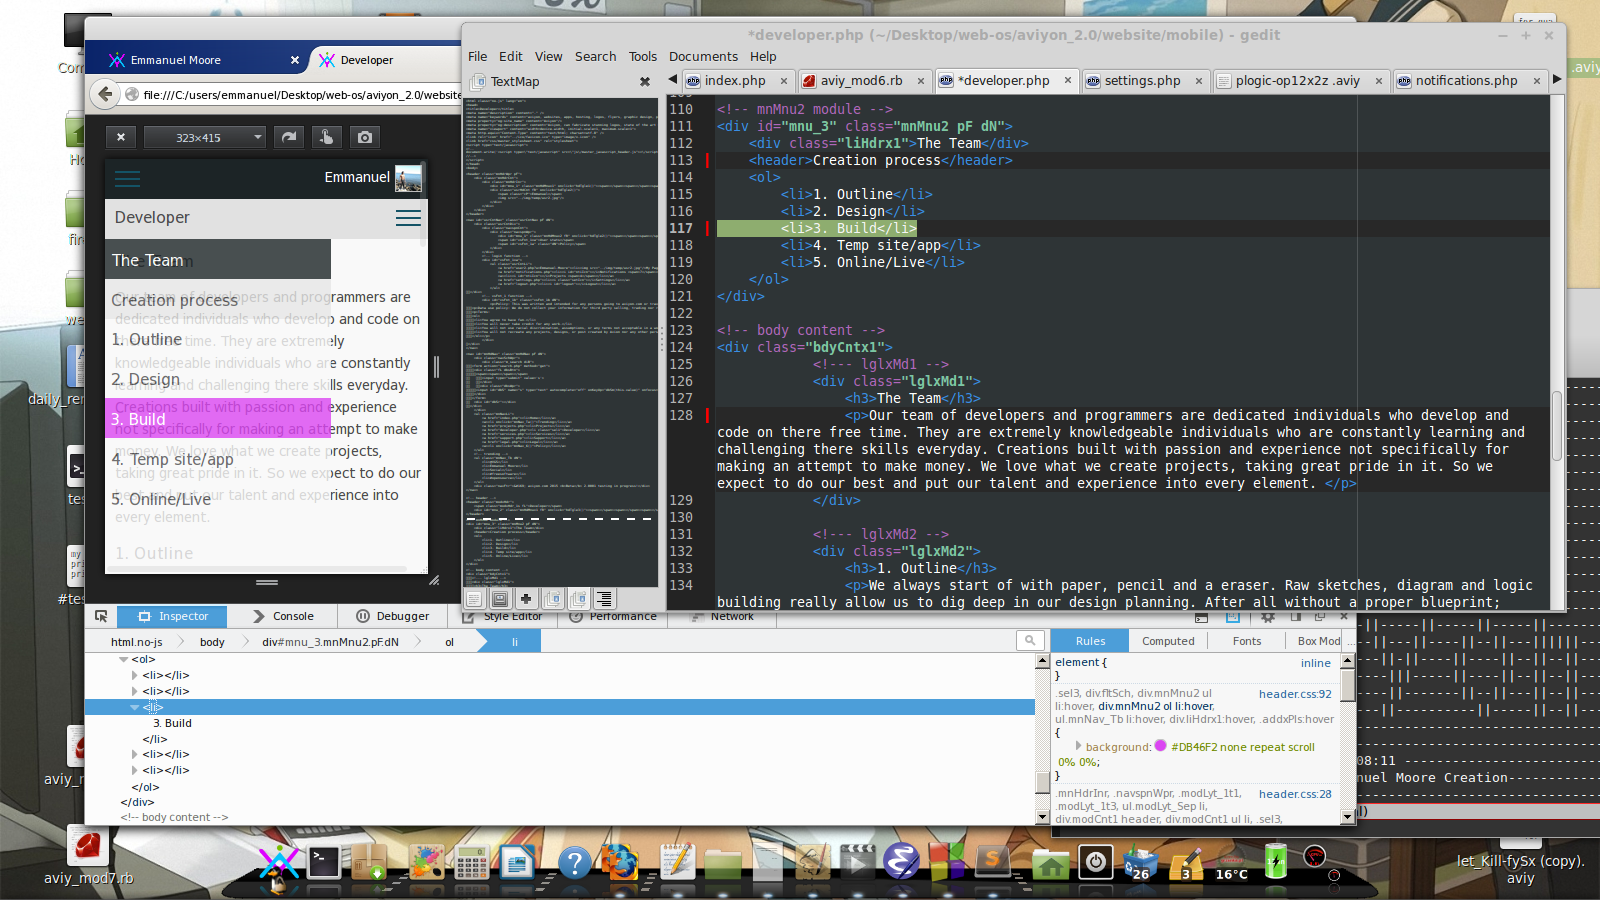 *developer.php (~/Desktop/web-os/aviyon_2.0/website/mobile) - gedit
File Edit View Search Tools Documents Help
TextMap
index.php
aviy_mod6.rb
*developer.php
settings.php
plogic-op12x2z .aviy
notifications.php
Emmanuel Moore
Developer
file:///C:/users/emmanuel/Desktop/web-os/aviyon_2.0/website
323×415
Emmanuel
Developer
The Team
Creation process
1. Outline
2. Design
3. Build
4. Temp site/app
5. Online/Live
Our team of developers and programmers are
dedicated individuals who develop and code on
there free time. They are extremely
knowledgeable individuals who are constantly
learning and challenging there skills everyday.
Creations built with passion and experience
not specifically for making an attempt to make
money. We love what we create projects,
taking great pride in it. So we expect to do our
best and put our talent and experience into
every element.
1. Outline
110 <!-- mnMnu2 module -->
111 <div id="mnu_3" class="mnMnu2 pF dN">
112 <div class="liHdrx1">The Team</div>
113 <header>Creation process</header>
114 <ol>
115 <li>1. Outline</li>
116 <li>2. Design</li>
117 <li>3. Build</li>
118 <li>4. Temp site/app</li>
119 <li>5. Online/Live</li>
120 </ol>
121 </div>
122
123 <!-- body content -->
124 <div class="bdyCntx1">
125 <!--- lglxMd1 -->
126 <div class="lglxMd1">
127 <h3>The Team</h3>
128 <p>Our team of developers and programmers are dedicated individuals who develop and
code on there free time. They are extremely knowledgeable individuals who are constantly learning and
challenging there skills everyday. Creations built with passion and experience not specifically for
making an attempt to make money. We love what we create projects, taking great pride in it. So we
expect to do our best and put our talent and experience into every element. </p>
129 </div>
130
131 <!--- lglxMd2 -->
132 <div class="lglxMd2">
133 <h3>1. Outline</h3>
134 <p>We always start of with paper, pencil and a eraser. Raw sketches, diagram and logic
building really allow us to dig deep in our design planning. After all without a proper blueprint;
Inspector Console Debugger Style Editor Performance Network
html.no-js body div#mnu_3.mnMnu2.pF.dN ol li
Rules Computed Fonts Box Mod
<ol>
<li></li>
<li></li>
<li>
3. Build
</li>
<li></li>
<li></li>
</ol>
</div>
<!-- body content -->
element { inline
}
.sel3, div.fltSch, div.mnMnu2 ul header.css:92
li:hover, div.mnMnu2 ol li:hover,
ul.mnNav_Tb li:hover, div.liHdrx1:hover, .addxPls:hover
{
background: #DB46F2 none repeat scroll
0% 0%;
}
.mnHdrInr, .navspnWpr, .modLyt_1t1, header.css:28
.modLyt_1t3, ul.modLyt_Sep li,
div.modCnt1 header, div.modCnt1 ul li, .sel3,
08:11
nuel Moore Creation
.aviy
daily_re
aviy_mod7.rb
let_Kill-fySx (copy).
aviy
26
3
16°C